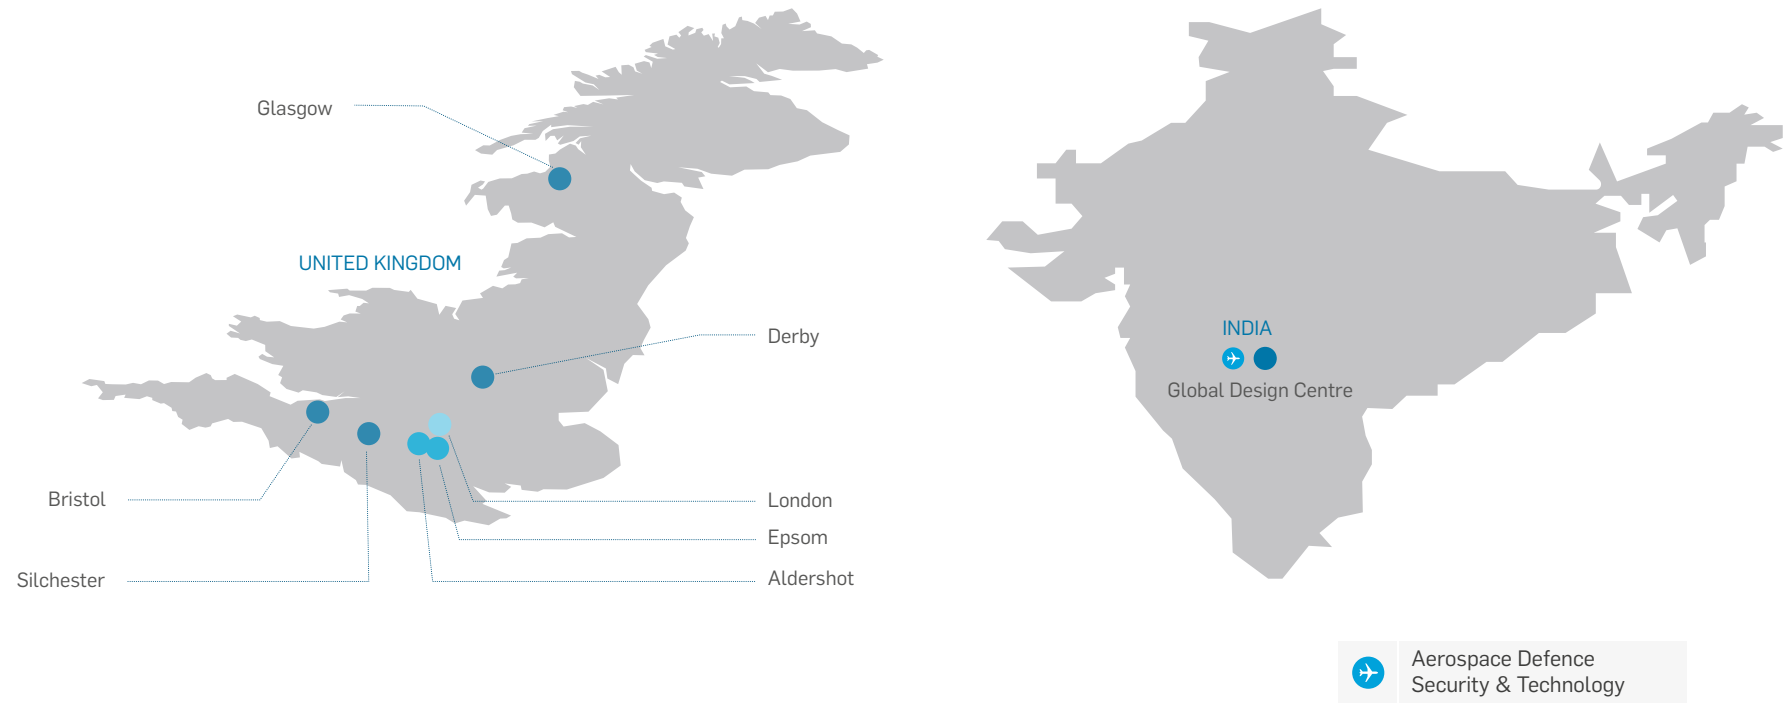 Glasgow
UNITED KINGDOM
Derby
Bristol
London
Epsom
Silchester
Aldershot
INDIA
Global Design Centre
Aerospace Defence
Security & Technology